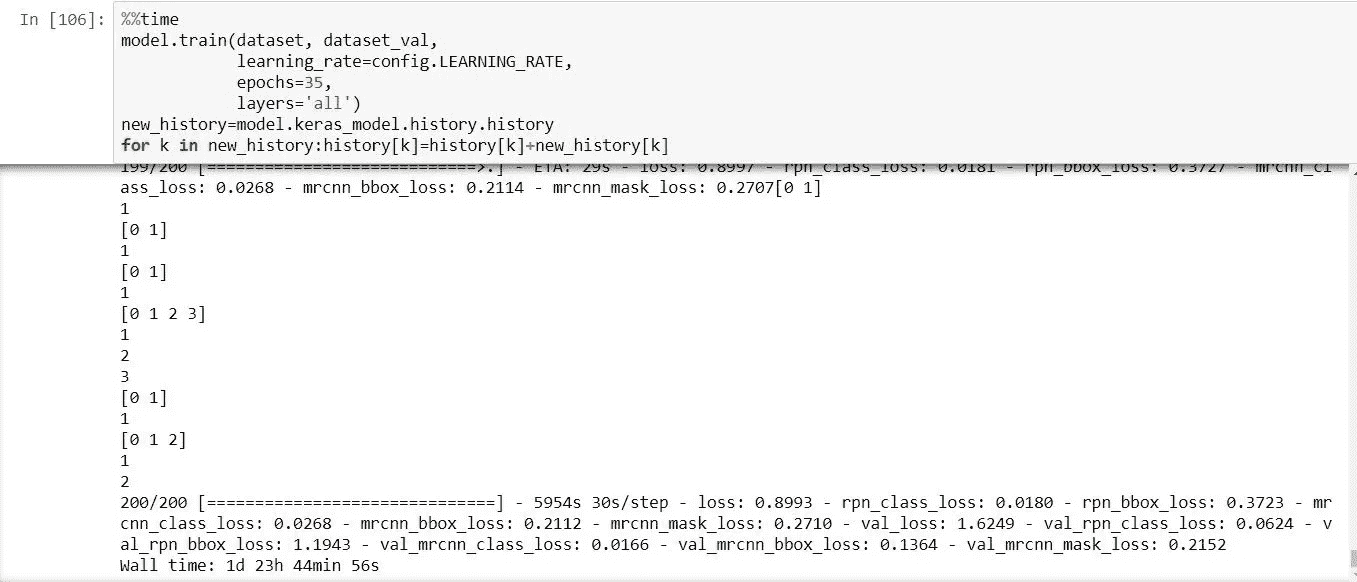 In [106]:
%%time
model.train(dataset, dataset_val,
learning_rate=config.LEARNING_RATE,
epochs=35,
layers='all')
new_history=model.keras_model.history.history
for k in new_history:history[k]=history[k]+new_history[k]
199/200 [============================>.] - ETA: 29s - loss: 0.8997 - rpn_class_loss: 0.0181 - rpn_bbox_loss: 0.3727 - mrcnn_cl
ass_loss: 0.0268 - mrcnn_bbox_loss: 0.2114 - mrcnn_mask_loss: 0.2707[0 1]
1
[0 1]
1
[0 1]
1
[0 1 2 3]
1
2
3
[0 1]
1
[0 1 2]
1
2
200/200 [==============================] - 5954s 30s/step - loss: 0.8993 - rpn_class_loss: 0.0180 - rpn_bbox_loss: 0.3723 - mr
cnn_class_loss: 0.0268 - mrcnn_bbox_loss: 0.2112 - mrcnn_mask_loss: 0.2710 - val_loss: 1.6249 - val_rpn_class_loss: 0.0624 - v
al_rpn_bbox_loss: 1.1943 - val_mrcnn_class_loss: 0.0166 - val_mrcnn_bbox_loss: 0.1364 - val_mrcnn_mask_loss: 0.2152
Wall time: 1d 23h 44min 56s